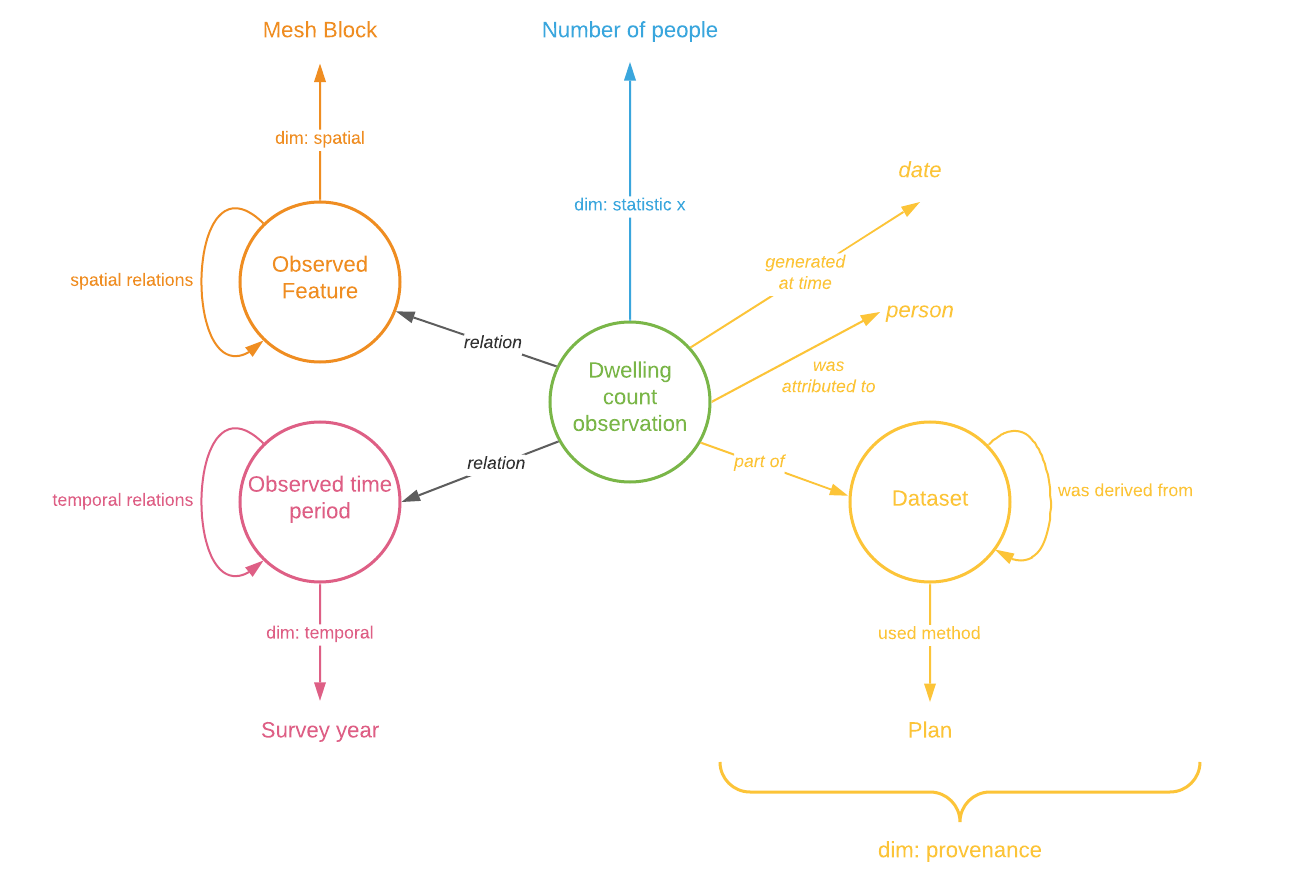 Mesh Block
Number of people
dim: spatial
date
dim: statistic x
Observed
Feature
spatial relations
generated
at time
person
relation
Dwelling
count
observation
was
attributed to
relation
part of
Observed time
period
temporal relations
Dataset
was derived from
dim: temporal
used method
Survey year
Plan
dim: provenance